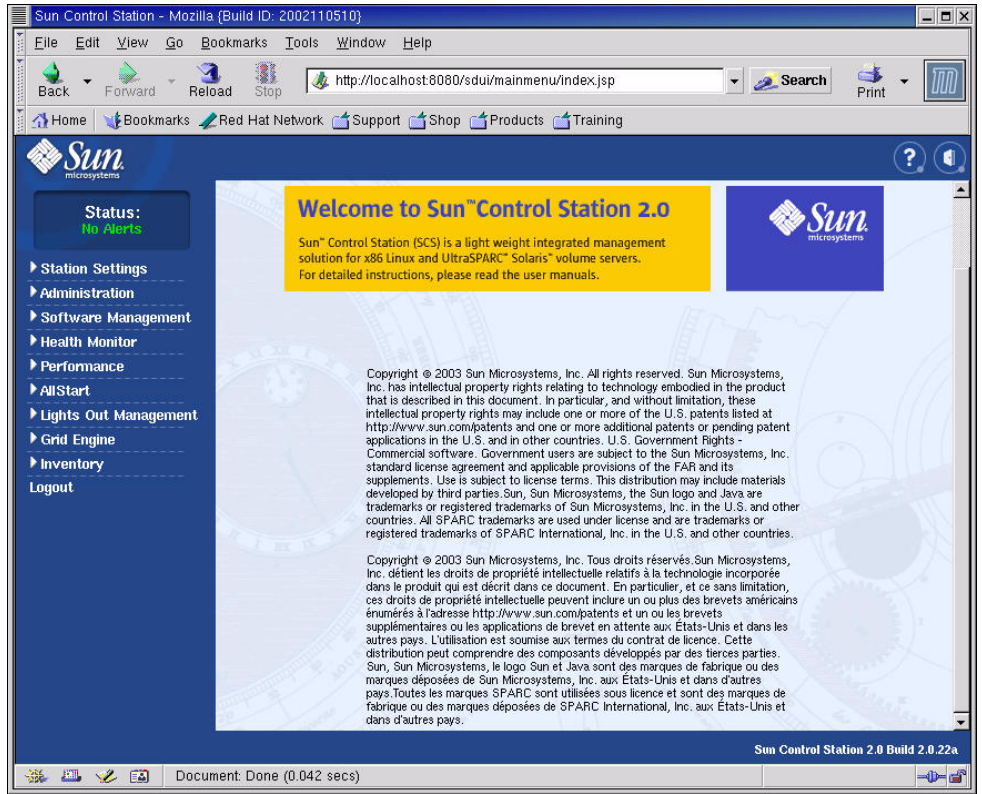 Sun Control Station - Mozilla {Build ID: 2002110510}
File Edit View Go Bookmarks Tools Window Help
Back Forward Reload Stop http://localhost:8080/sdui/mainmenu/index.jsp Search Print
Home Bookmarks Red Hat Network Support Shop Products Training
Sun
microsystems
?
Status:
No Alerts
Station Settings
Administration
Software Management
Health Monitor
Performance
AllStart
Lights Out Management
Grid Engine
Inventory
Logout
Welcome to Sun™Control Station 2.0
Sun™ Control Station (SCS) is a light weight integrated management
solution for x86 Linux and UltraSPARC™ Solaris™ volume servers.
For detailed instructions, please read the user manuals.
Sun
microsystems
Copyright © 2003 Sun Microsystems, Inc. All rights reserved. Sun Microsystems,
Inc. has intellectual property rights relating to technology embodied in the product
that is described in this document. In particular, and without limitation, these
intellectual property rights may include one or more of the U.S. patents listed at
http://www.sun.com/patents and one or more additional patents or pending patent
applications in the U.S. and in other countries. U.S. Government Rights -
Commercial software. Government users are subject to the Sun Microsystems, Inc.
standard license agreement and applicable provisions of the FAR and its
supplements. Use is subject to license terms. This distribution may include materials
developed by third parties.Sun, Sun Microsystems, the Sun logo and Java are
trademarks or registered trademarks of Sun Microsystems, Inc. in the U.S. and other
countries. All SPARC trademarks are used under license and are trademarks or
registered trademarks of SPARC International, Inc. in the U.S. and other countries.
Copyright © 2003 Sun Microsystems, Inc. Tous droits réservés.Sun Microsystems,
Inc. détient les droits de propriété intellectuelle relatifs à la technologie incorporée
dans le produit qui est décrit dans ce document. En particulier, et ce sans limitation,
ces droits de propriété intellectuelle peuvent inclure un ou plus des brevets américains
énumérés à l'adresse http://www.sun.com/patents et un ou les brevets
supplémentaires ou les applications de brevet en attente aux États-Unis et dans les
autres pays. L'utilisation est soumise aux termes du contrat de licence. Cette
distribution peut comprendre des composants développés par des tierces parties.
Sun, Sun Microsystems, le logo Sun et Java sont des marques de fabrique ou des
marques déposées de Sun Microsystems, Inc. aux États-Unis et dans d'autres
pays.Toutes les marques SPARC sont utilisées sous licence et sont des marques de
fabrique ou des marques déposées de SPARC International, Inc. aux États-Unis et
dans d'autres pays.
Sun Control Station 2.0 Build 2.0.22a
Document: Done (0.042 secs)